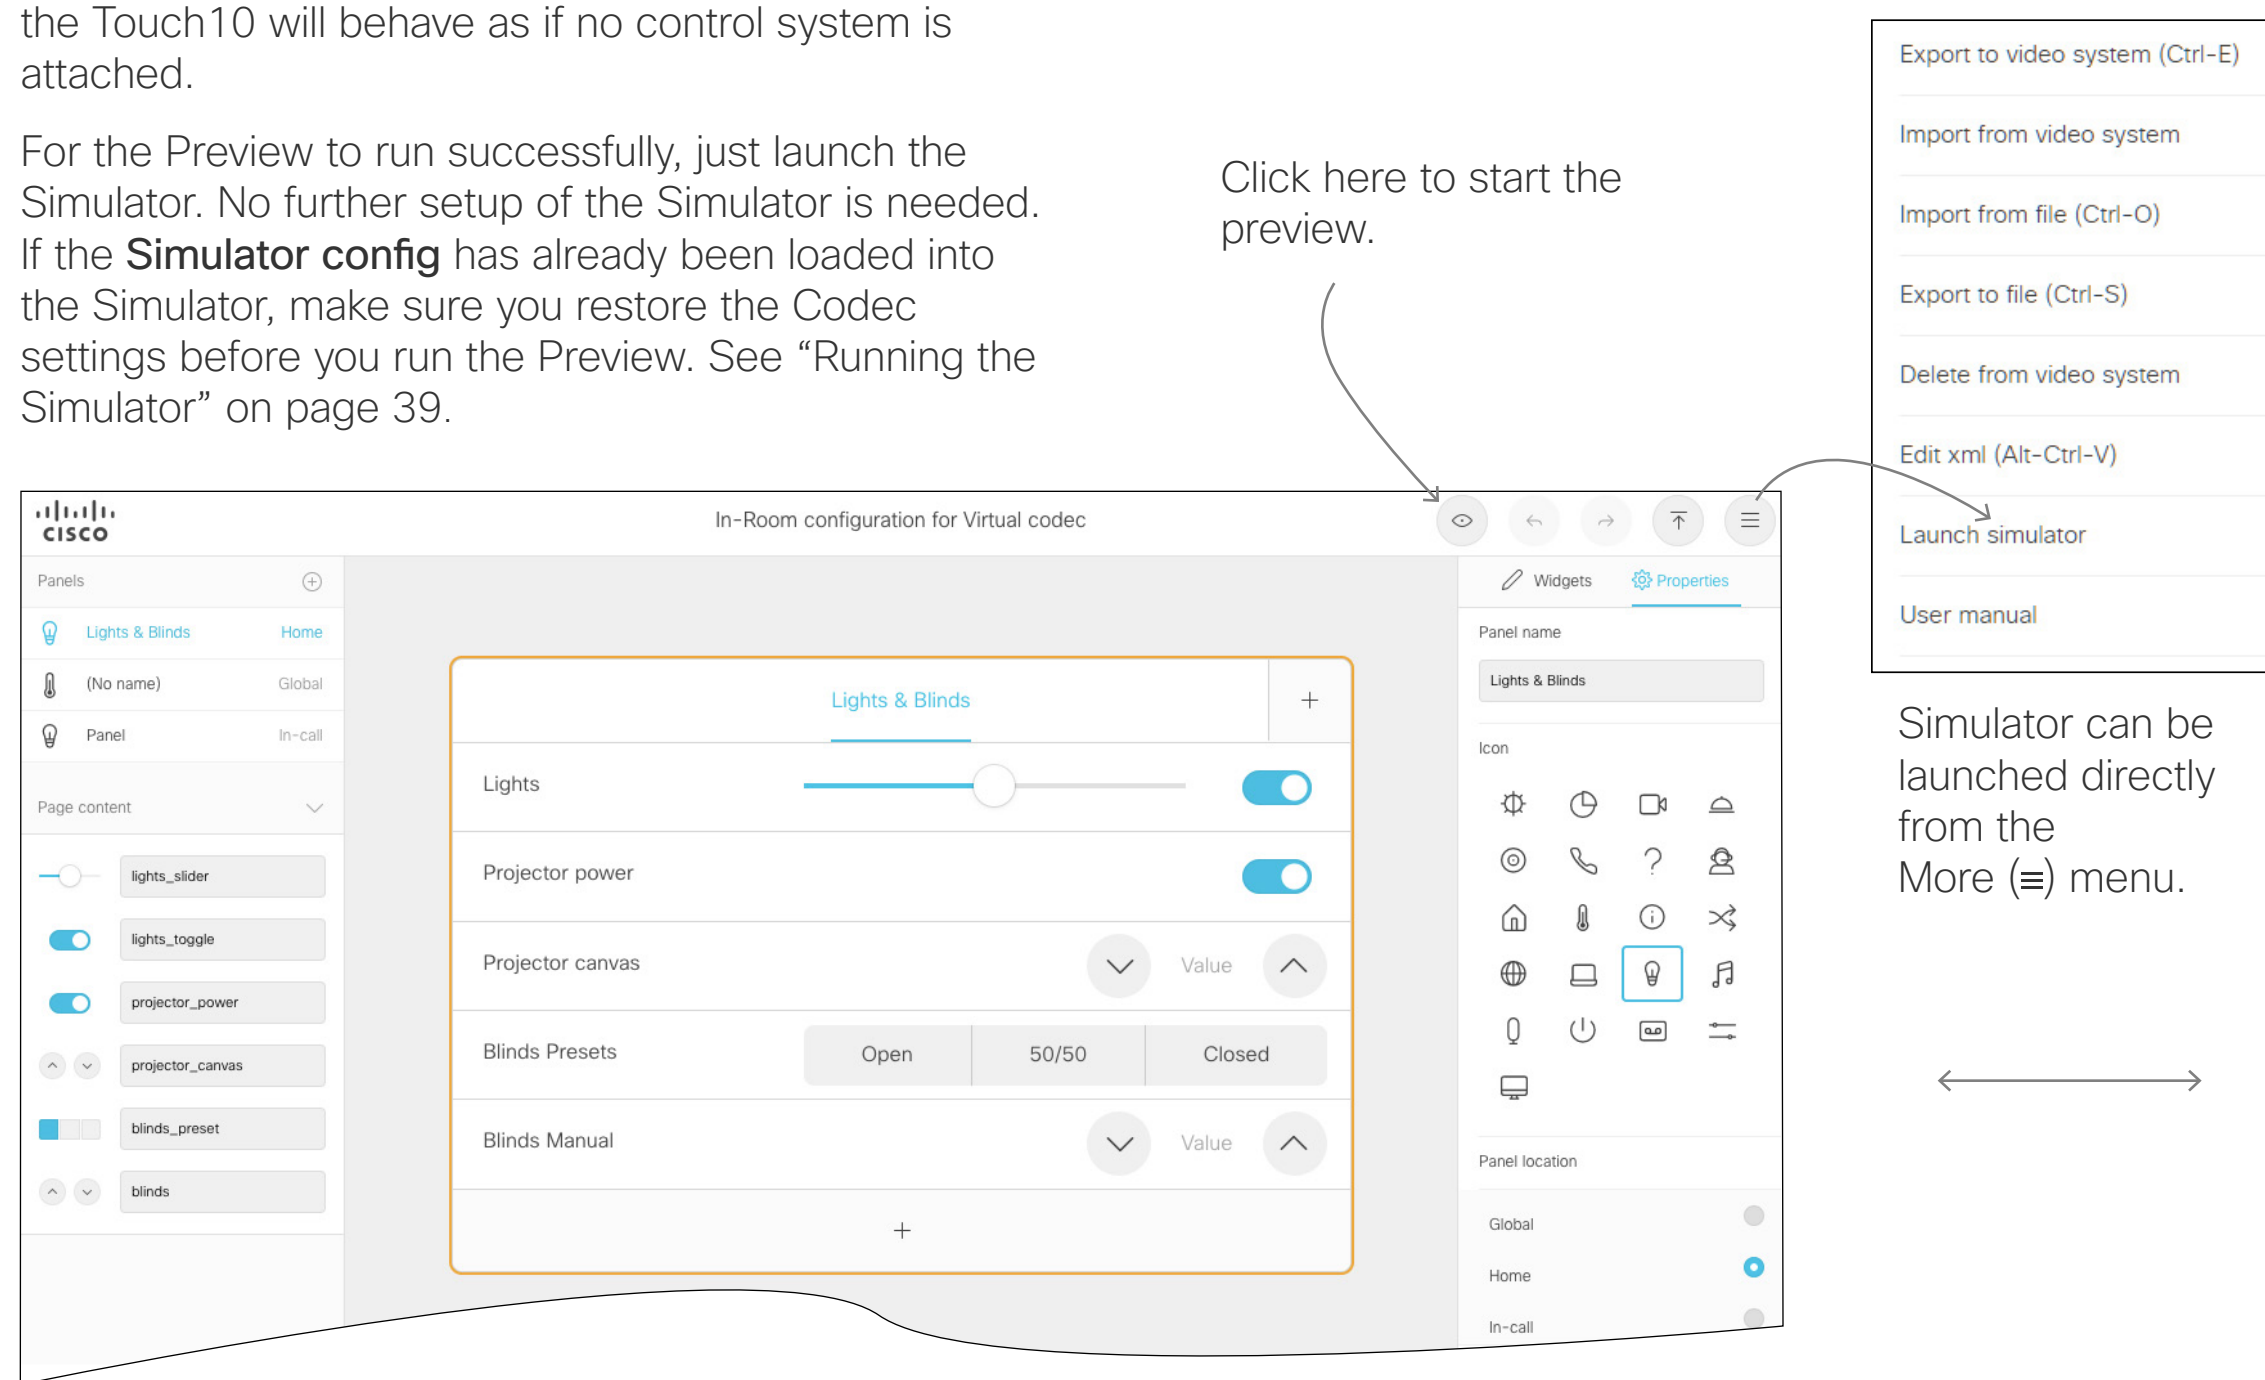 the Touch10 will behave as if no control system is
attached.
For the Preview to run successfully, just launch the
Simulator. No further setup of the Simulator is needed.
If the Simulator config has already been loaded into
the Simulator, make sure you restore the Codec
settings before you run the Preview. See “Running the
Simulator” on page 39.
Click here to start the
preview.
Export to video system (Ctrl-E)
Import from video system
Import from file (Ctrl-O)
Export to file (Ctrl-S)
Delete from video system
Edit xml (Alt-Ctrl-V)
Launch simulator
User manual
Simulator can be
launched directly
from the
More (≡) menu.
CISCO
In-Room configuration for Virtual codec
Panels
Lights & Blinds Home
(No name) Global
Panel In-call
Page content
lights_slider
lights_toggle
projector_power
projector_canvas
blinds_preset
blinds
Lights & Blinds +
Lights
Projector power
Projector canvas Value
Blinds Presets Open 50/50 Closed
Blinds Manual Value
+
Widgets Properties
Panel name
Lights & Blinds
Icon
Panel location
Global
Home
In-call